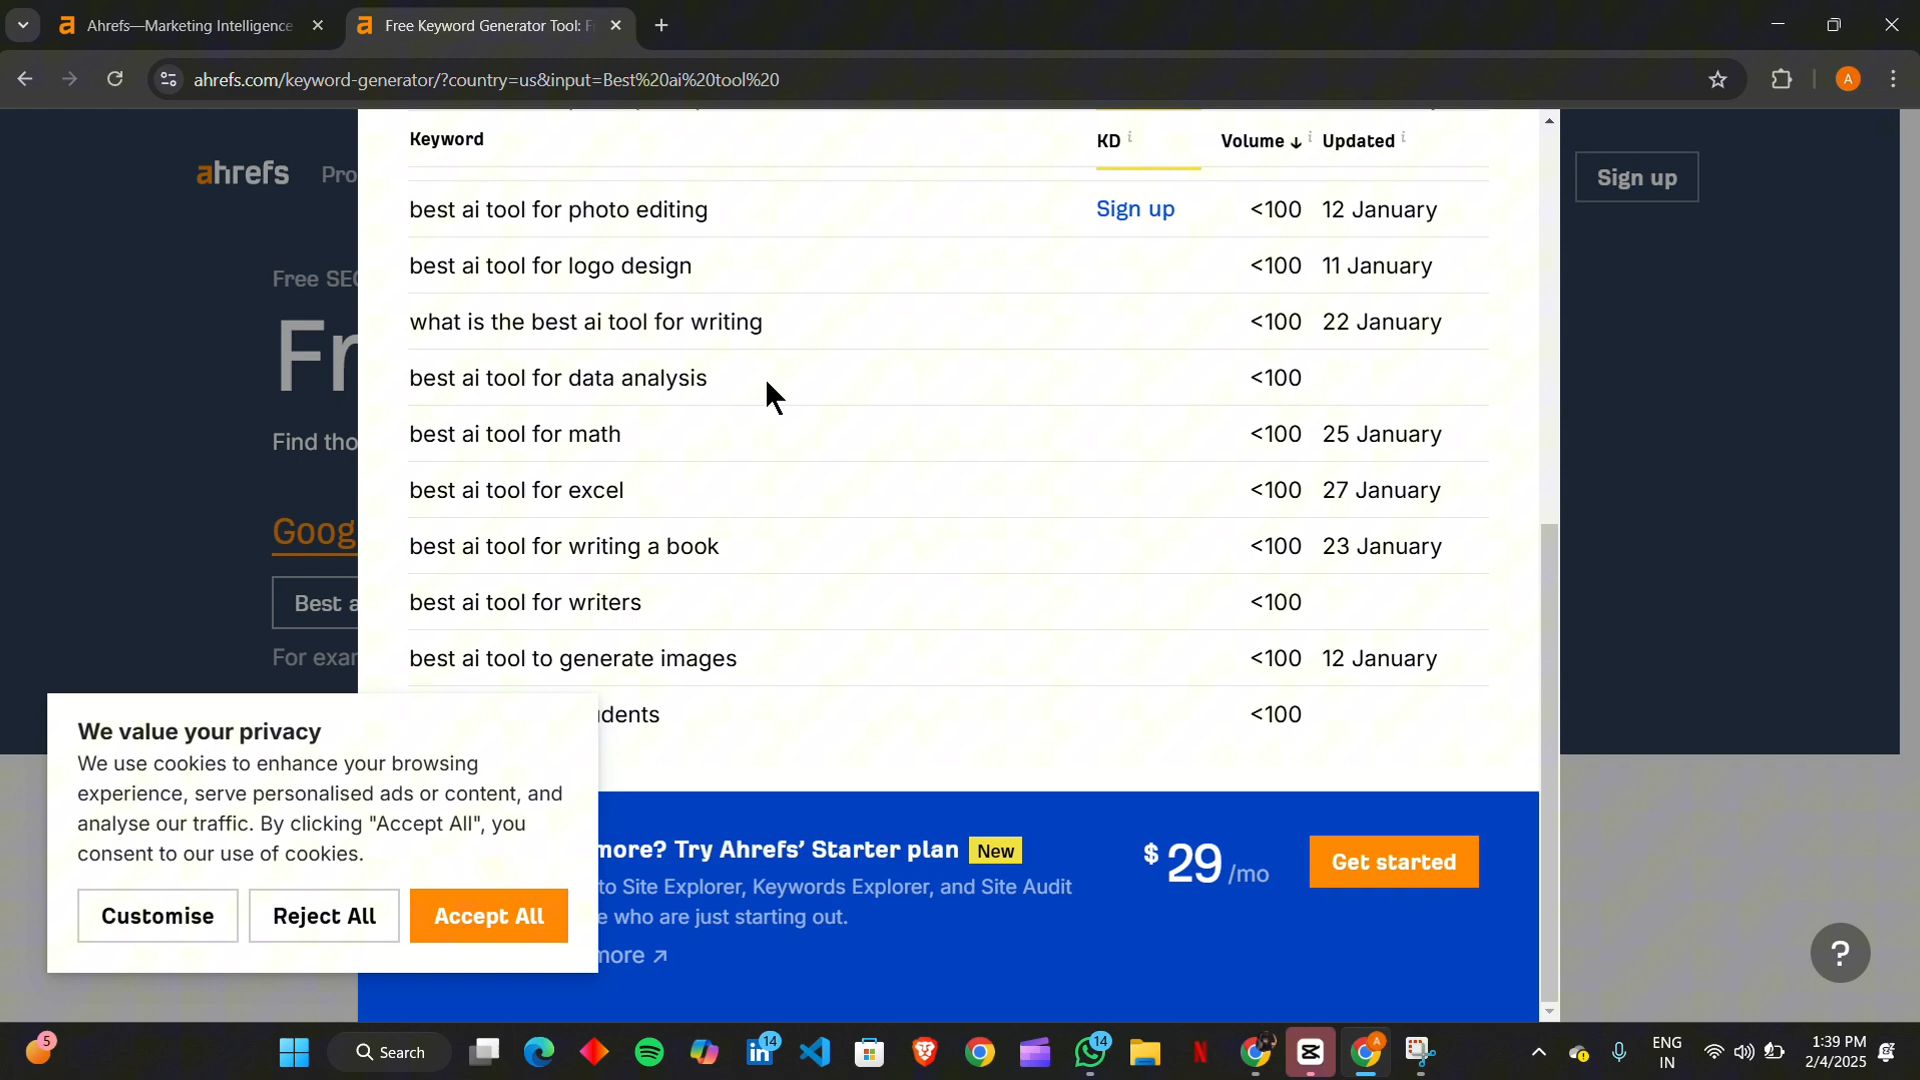 Ahrefs—Marketing Intelligence
Free Keyword Generator Tool: F
ahrefs.com/keyword-generator/?country=us&input=Best%20ai%20tool%20
A
ahrefs
Pro
Sign up
Free SEO
Fr
Find tho
Goog
Best a
For exar
Keyword KD i Volume ↓ i Updated i
best ai tool for photo editing Sign up <100 12 January
best ai tool for logo design <100 11 January
what is the best ai tool for writing <100 22 January
best ai tool for data analysis <100
best ai tool for math <100 25 January
best ai tool for excel <100 27 January
best ai tool for writing a book <100 23 January
best ai tool for writers <100
best ai tool to generate images <100 12 January
dents <100
We value your privacy
We use cookies to enhance your browsing
experience, serve personalised ads or content, and
analyse our traffic. By clicking "Accept All", you
consent to our use of cookies.
Customise Reject All Accept All
more? Try Ahrefs’ Starter plan New
to Site Explorer, Keywords Explorer, and Site Audit
e who are just starting out.
more ↗
$ 29 /mo
Get started
?
5
Search
14
14
A
ENG
IN
1:39 PM
2/4/2025